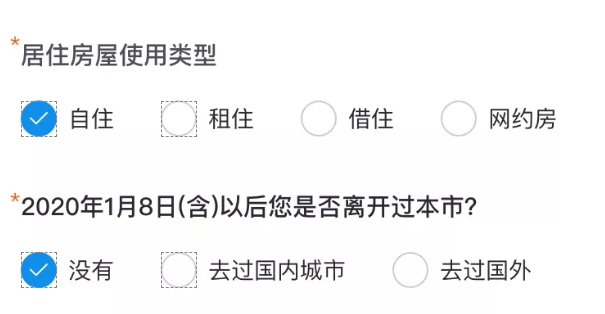 *居住房屋使用类型
自住 租住 借住 网约房
*2020年1月8日(含)以后您是否离开过本市?
没有 去过国内城市 去过国外